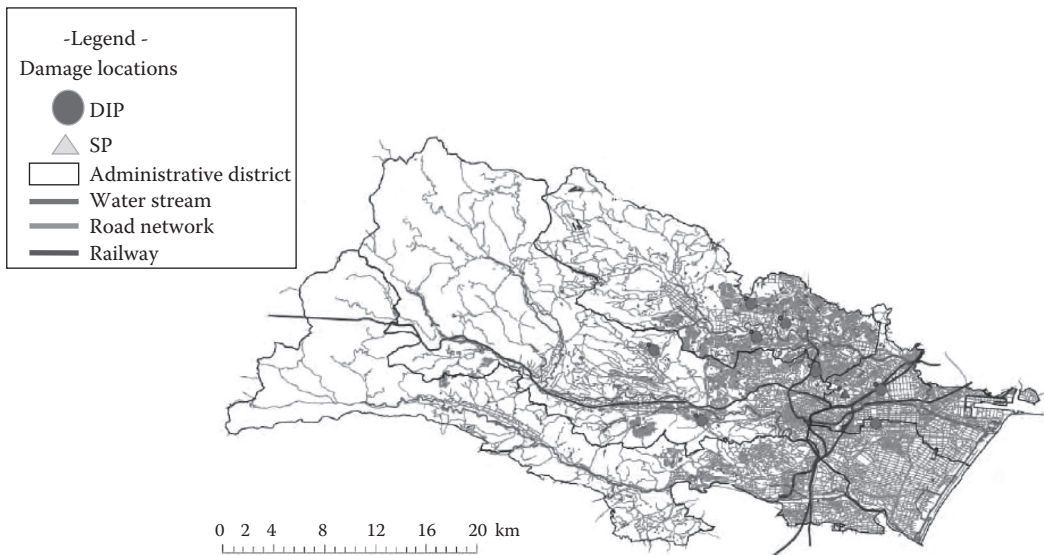 -Legend -
Damage locations
DIP
SP
Administrative district
Water stream
Road network
Railway
0 2 4 8 12 16 20 km